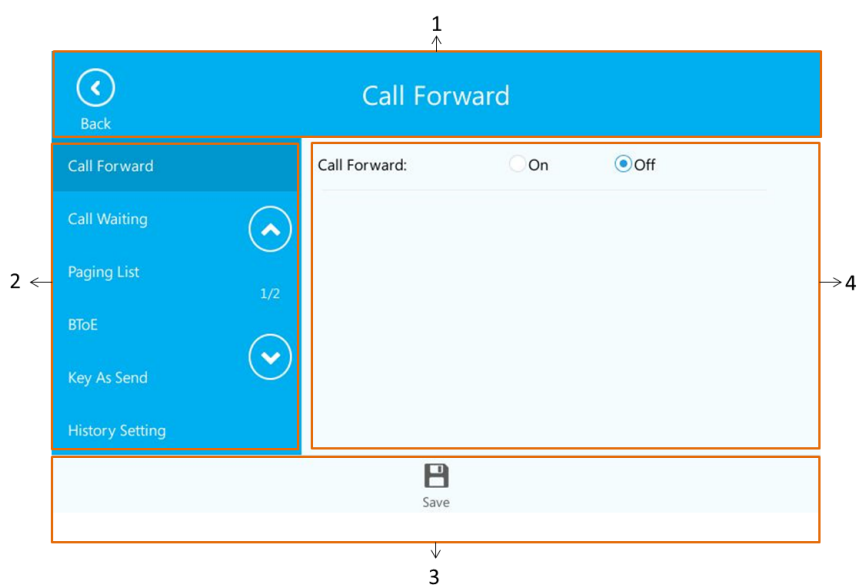 1
Back
Call Forward
Call Forward
Call Waiting
Paging List
1/2
BToE
Key As Send
History Setting
Call Forward: On Off
2
4
Save
3